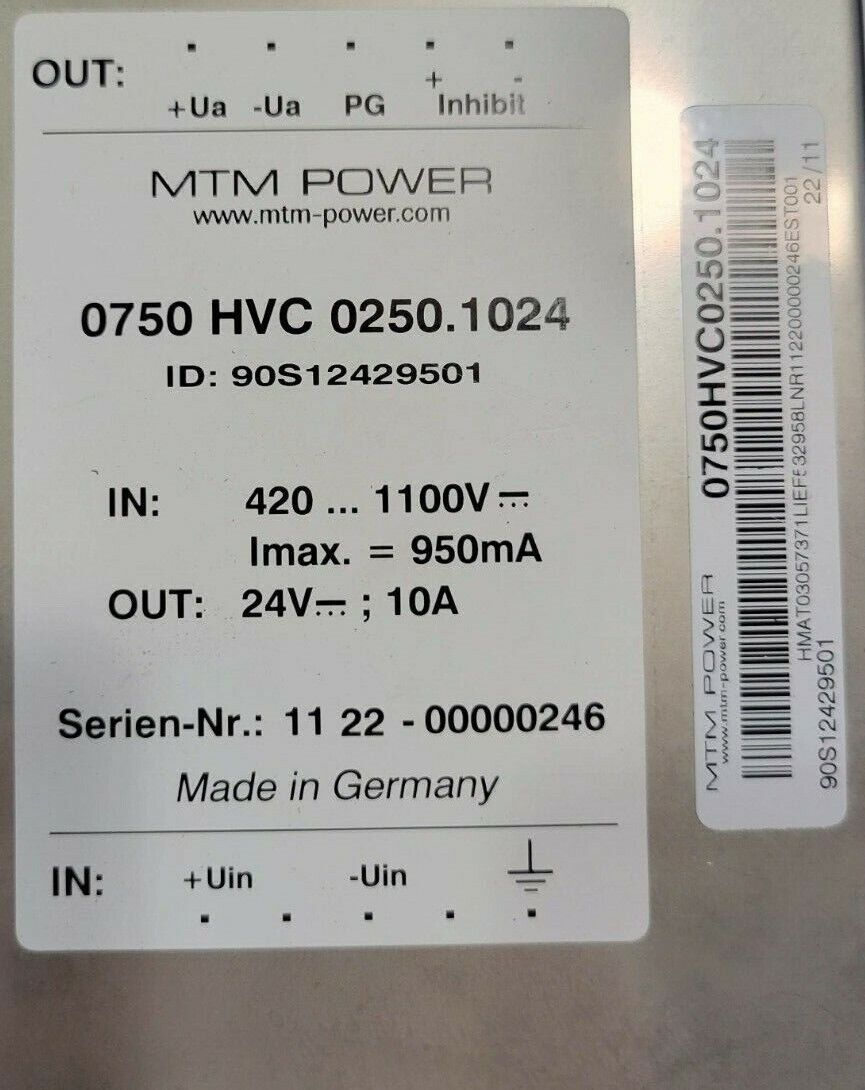 OUT:
+ -
+Ua -Ua PG Inhibit
MTM POWER
www.mtm-power.com
0750 HVC 0250.1024
ID: 90S12429501
IN: 420 ... 1100V⎓
Imax. = 950mA
OUT: 24V⎓ ; 10A
Serien-Nr.: 11 22 - 00000246
Made in Germany
IN: +Uin -Uin
MTM POWER
www.mtm-power.com
0750HVC0250.1024
90S12429501
22/11